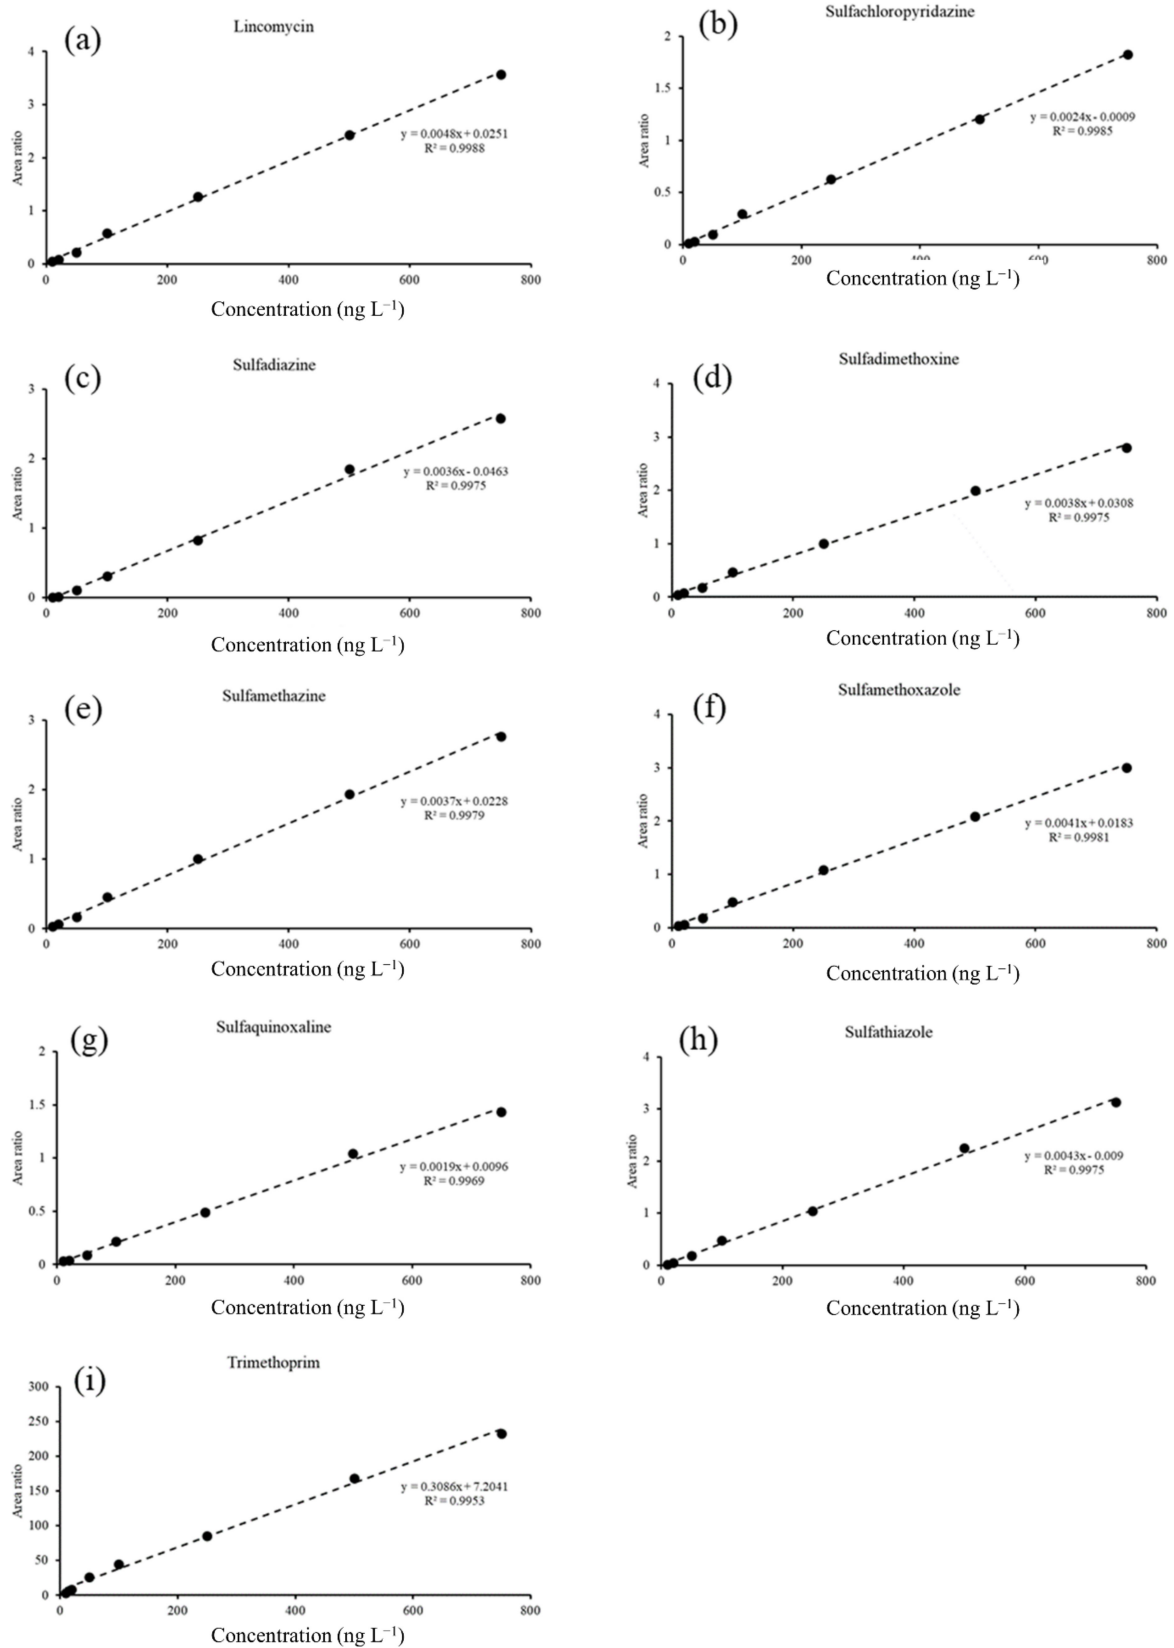 (a)
Lincomycin
4
3
2
1
0
Area ratio
y = 0.0048x + 0.0251
R² = 0.9988
0 200 400 600 800
Concentration (ng L⁻¹)
(b)
Sulfachloropyridazine
2
1.5
1
0.5
0
Area ratio
y = 0.0024x - 0.0009
R² = 0.9985
0 200 400 600 800
Concentration (ng L⁻¹)
(c)
Sulfadiazine
3
2
1
0
Area ratio
y = 0.0036x - 0.0463
R² = 0.9975
0 200 400 600 800
Concentration (ng L⁻¹)
(d)
Sulfadimethoxine
4
3
2
1
0
Area ratio
y = 0.0038x + 0.0308
R² = 0.9975
0 200 400 600 800
Concentration (ng L⁻¹)
(e)
Sulfamethazine
3
2
1
0
Area ratio
y = 0.0037x + 0.0228
R² = 0.9979
0 200 400 600 800
Concentration (ng L⁻¹)
(f)
Sulfamethoxazole
4
3
2
1
0
Area ratio
y = 0.0041x + 0.0183
R² = 0.9981
0 200 400 600 800
Concentration (ng L⁻¹)
(g)
Sulfaquinoxaline
2
1.5
1
0.5
0
Area ratio
y = 0.0019x + 0.0096
R² = 0.9969
0 200 400 600 800
Concentration (ng L⁻¹)
(h)
Sulfathiazole
4
3
2
1
0
Area ratio
y = 0.0043x - 0.009
R² = 0.9975
0 200 400 600 800
Concentration (ng L⁻¹)
(i)
Trimethoprim
300
250
200
150
100
50
0
Area ratio
y = 0.3086x + 7.2041
R² = 0.9953
0 200 400 600 800
Concentration (ng L⁻¹)